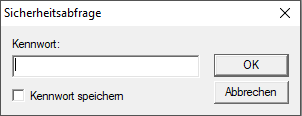 Sicherheitsabfrage
Kennwort:
OK
Kennwort speichern
Abbrechen